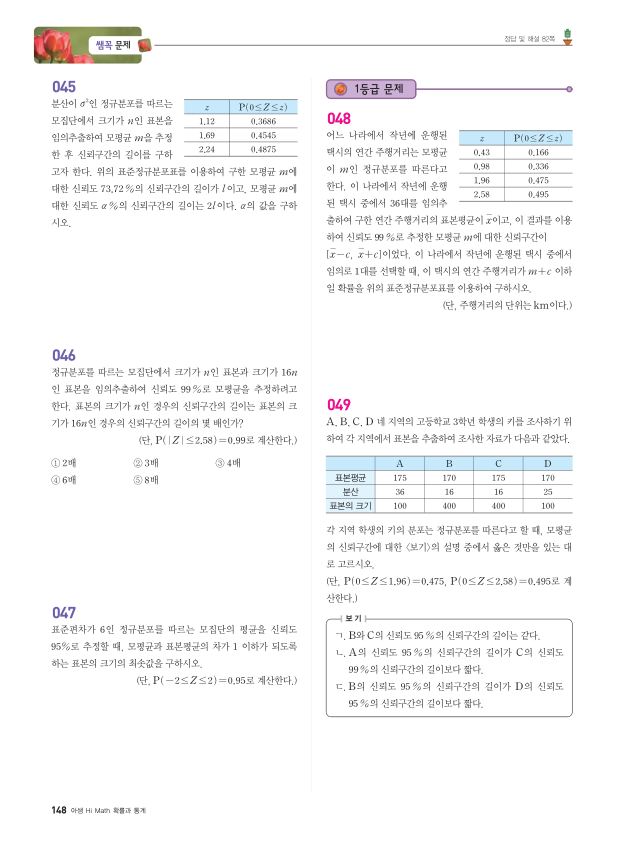 쌤꼭 문제
정답 및 해설 82쪽
045
분산이 σ²인 정규분포를 따르는
모집단에서 크기가 n인 표본을
임의추출하여 모평균 m을 추정
한 후 신뢰구간의 길이를 구하
z P(0≤Z≤z)
1.12 0.3686
1.69 0.4545
2.24 0.4875
고자 한다. 위의 표준정규분포표를 이용하여 구한 모평균 m에
대한 신뢰도 73.72 %의 신뢰구간의 길이가 l이고, 모평균 m에
대한 신뢰도 α %의 신뢰구간의 길이는 2l이다. α의 값을 구하
시오.
046
정규분포를 따르는 모집단에서 크기가 n인 표본과 크기가 16n
인 표본을 임의추출하여 신뢰도 99 %로 모평균을 추정하려고
한다. 표본의 크기가 n인 경우의 신뢰구간의 길이는 표본의 크
기가 16n인 경우의 신뢰구간의 길이의 몇 배인가?
(단, P(|Z|≤2.58)=0.99로 계산한다.)
① 2배 ② 3배 ③ 4배
④ 6배 ⑤ 8배
047
표준편차가 6인 정규분포를 따르는 모집단의 평균을 신뢰도
95%로 추정할 때, 모평균과 표본평균의 차가 1 이하가 되도록
하는 표본의 크기의 최솟값을 구하시오.
(단, P(-2≤Z≤2)=0.95로 계산한다.)
1등급 문제
048
어느 나라에서 작년에 운행된
택시의 연간 주행거리는 모평균
이 m인 정규분포를 따른다고
한다. 이 나라에서 작년에 운행
된 택시 중에서 36대를 임의추
z P(0≤Z≤z)
0.43 0.166
0.98 0.336
1.96 0.475
2.58 0.495
출하여 구한 연간 주행거리의 표본평균이 x̄이고, 이 결과를 이용
하여 신뢰도 99 %로 추정한 모평균 m에 대한 신뢰구간이
[x̄-c, x̄+c]이었다. 이 나라에서 작년에 운행된 택시 중에서
임의로 1대를 선택할 때, 이 택시의 연간 주행거리가 m+c 이하
일 확률을 위의 표준정규분포표를 이용하여 구하시오.
(단, 주행거리의 단위는 km이다.)
049
A, B, C, D 네 지역의 고등학교 3학년 학생의 키를 조사하기 위
하여 각 지역에서 표본을 추출하여 조사한 자료가 다음과 같았다.
A B C D
표본평균 175 170 175 170
분산 36 16 16 25
표본의 크기 100 400 400 100
각 지역 학생의 키의 분포는 정규분포를 따른다고 할 때, 모평균
의 신뢰구간에 대한 <보기>의 설명 중에서 옳은 것만을 있는 대
로 고르시오.
(단, P(0≤Z≤1.96)=0.475, P(0≤Z≤2.58)=0.495로 계
산한다.)
보기
ㄱ. B와 C의 신뢰도 95 %의 신뢰구간의 길이는 같다.
ㄴ. A의 신뢰도 95 %의 신뢰구간의 길이가 C의 신뢰도
99 %의 신뢰구간의 길이보다 짧다.
ㄷ. B의 신뢰도 95 %의 신뢰구간의 길이가 D의 신뢰도
95 %의 신뢰구간의 길이보다 짧다.
148 아샘 Hi Math 확률과 통계